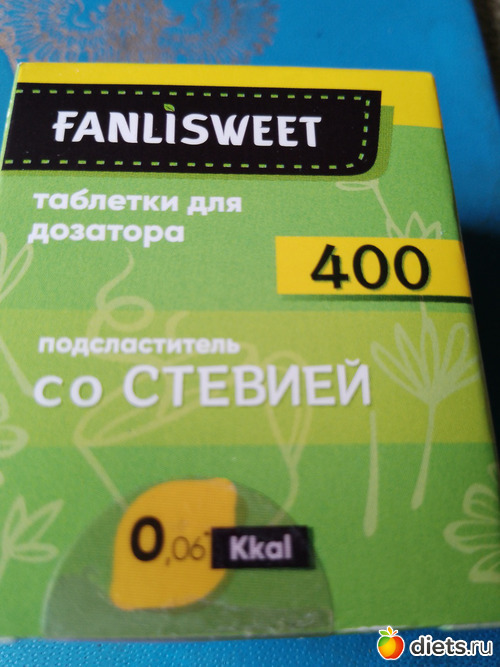 FANLISWEET
таблетки для
дозатора
400
подсластитель
со СТЕВИЕЙ
0,06 Kkal
diets.ru